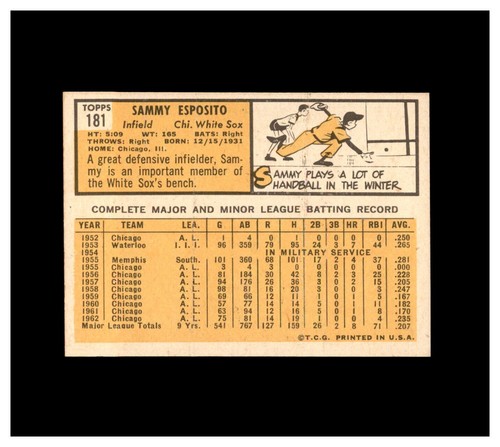 TOPPS
181
SAMMY ESPOSITO
Infield Chi. White Sox
HT: 5:09 WT: 165 BATS: Right
THROWS: Right BORN: 12/15/1931
HOME: Chicago, Ill.
A great defensive infielder, Sam-
my is an important member of
the White Sox's bench.
SAMMY PLAYS A LOT OF
HANDBALL IN THE WINTER.
COMPLETE MAJOR AND MINOR LEAGUE BATTING RECORD
YEAR TEAM LEA. G AB R H 2B 3B HR RBI AVG.
1952 Chicago A. L. 1 4 0 1 0 0 0 0 .250
1953 Waterloo I. I. I. 96 359 79 95 24 3 7 44 .265
1954 IN MILITARY SERVICE
1955 Memphis South. 101 360 68 101 17 2 4 37 .281
1955 Chicago A. L. 3 4 3 0 0 0 0 0 .000
1956 Chicago A. L. 81 184 30 42 8 2 3 25 .228
1957 Chicago A. L. 94 176 26 36 3 0 2 15 .205
1958 Chicago A. L. 98 81 16 20 3 0 0 3 .247
1959 Chicago A. L. 69 66 12 11 1 0 1 5 .167
1960 Chicago A. L. 57 77 14 14 5 0 1 11 .182
1961 Chicago A. L. 63 94 12 16 5 0 1 8 .170
1962 Chicago A. L. 75 81 14 19 1 0 0 4 .235
Major League Totals 9 Yrs. 541 767 127 159 26 2 8 71 .207
©T.C.G. PRINTED IN U.S.A.